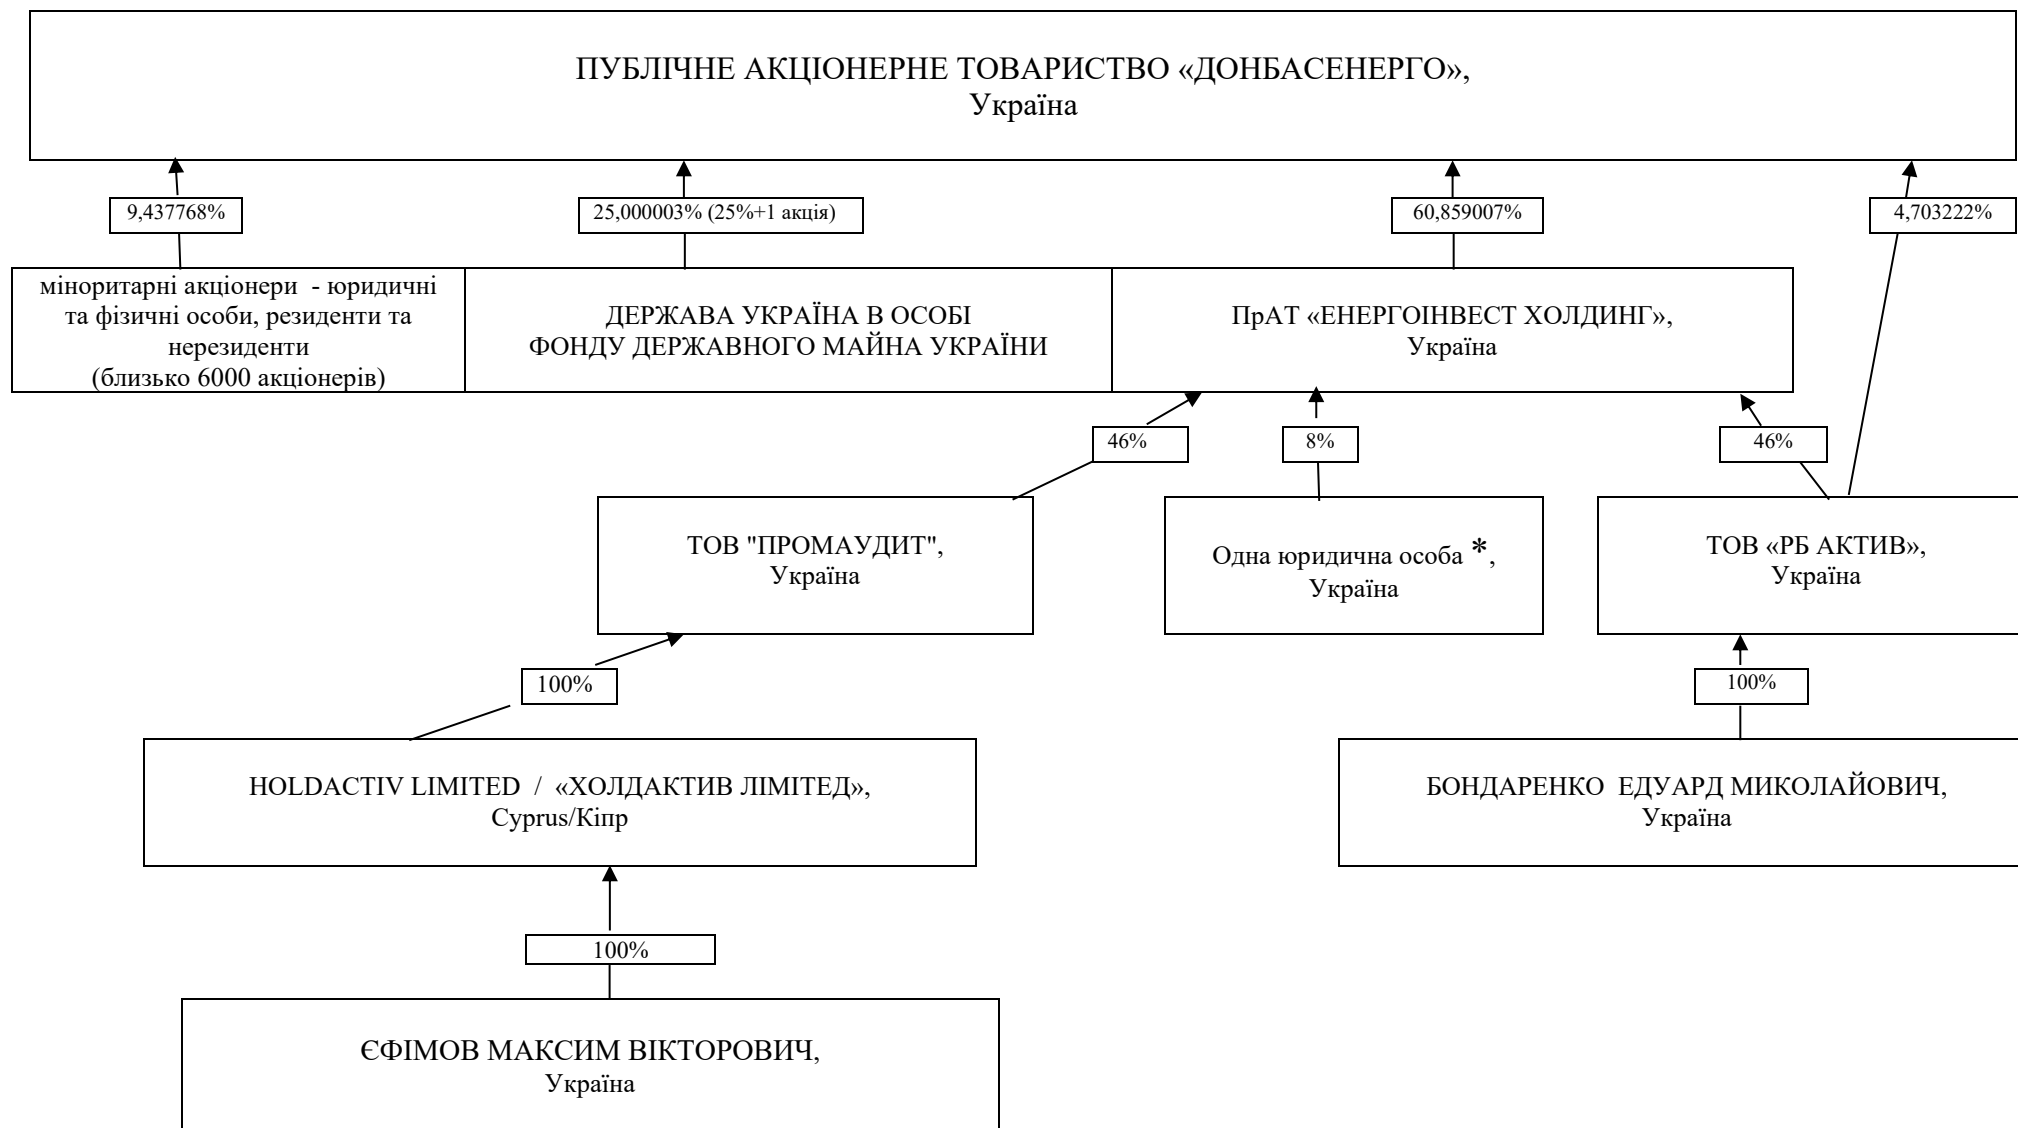 ПУБЛІЧНЕ АКЦІОНЕРНЕ ТОВАРИСТВО «ДОНБАСЕНЕРГО»,
Україна
9,437768%
25,000003% (25%+1 акція)
60,859007%
4,703222%
міноритарні акціонери - юридичні
та фізичні особи, резиденти та
нерезиденти
(близько 6000 акціонерів)
ДЕРЖАВА УКРАЇНА В ОСОБІ
ФОНДУ ДЕРЖАВНОГО МАЙНА УКРАЇНИ
ПрАТ «ЕНЕРГОІНВЕСТ ХОЛДИНГ»,
Україна
46%
8%
46%
ТОВ "ПРОМАУДИТ",
Україна
Одна юридична особа *,
Україна
ТОВ «РБ АКТИВ»,
Україна
100%
100%
HOLDACTIV LIMITED / «ХОЛДАКТИВ ЛІМІТЕД»,
Cyprus/Кіпр
БОНДАРЕНКО ЕДУАРД МИКОЛАЙОВИЧ,
Україна
100%
ЄФІМОВ МАКСИМ ВІКТОРОВИЧ,
Україна